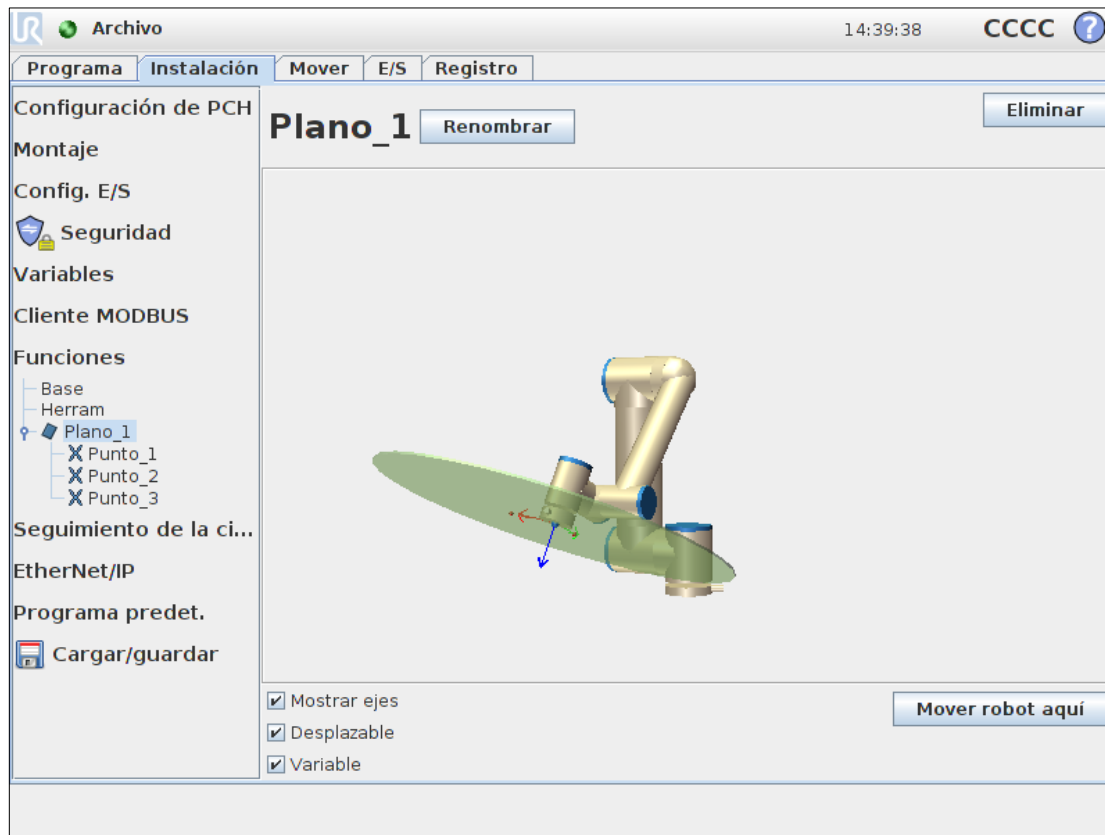 UR Archivo 14:39:38 CCCC ?
Programa Instalación Mover E/S Registro
Configuración de PCH
Montaje
Config. E/S
Seguridad
Variables
Cliente MODBUS
Funciones
Base
Herram
Plano_1
Punto_1
Punto_2
Punto_3
Seguimiento de la ci...
EtherNet/IP
Programa predet.
Cargar/guardar
Plano_1 Renombrar Eliminar
Mostrar ejes
Desplazable
Variable
Mover robot aquí